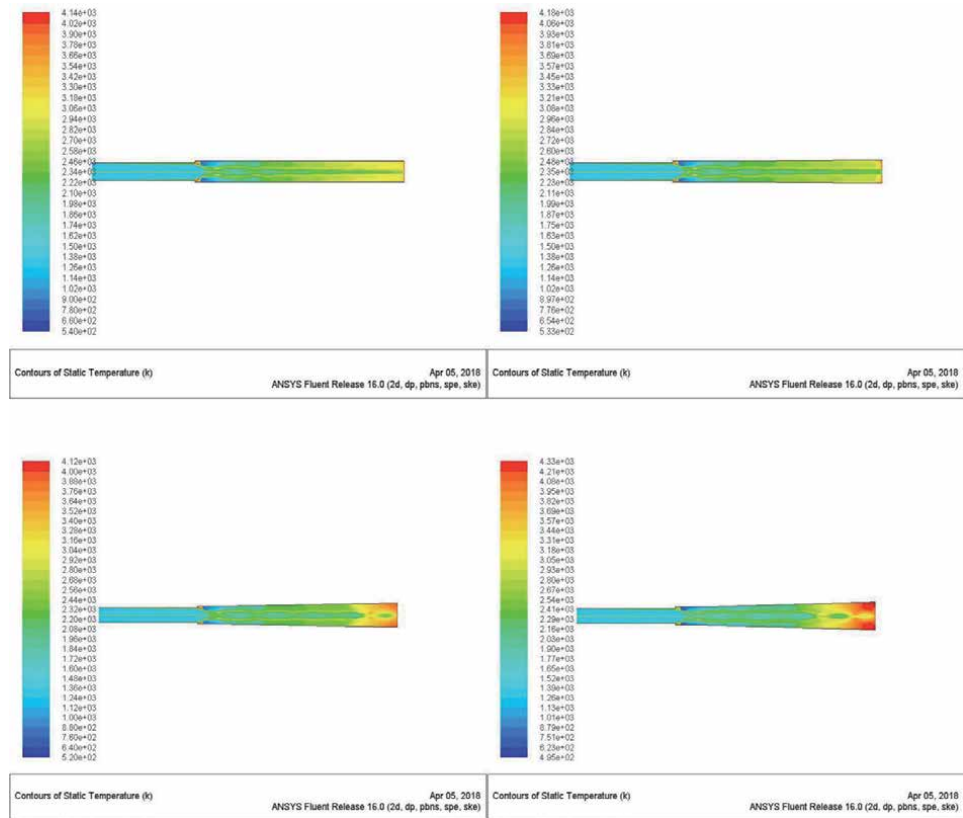 4.14e+03
4.02e+03
3.90e+03
3.78e+03
3.66e+03
3.54e+03
3.42e+03
3.30e+03
3.18e+03
3.06e+03
2.94e+03
2.82e+03
2.70e+03
2.58e+03
2.46e+03
2.34e+03
2.22e+03
2.10e+03
1.98e+03
1.86e+03
1.74e+03
1.62e+03
1.50e+03
1.38e+03
1.26e+03
1.14e+03
1.02e+03
9.00e+02
7.80e+02
6.60e+02
5.40e+02
Contours of Static Temperature (k)
Apr 05, 2018
ANSYS Fluent Release 16.0 (2d, dp, pbns, spe, ske)
4.18e+03
4.06e+03
3.93e+03
3.81e+03
3.69e+03
3.57e+03
3.45e+03
3.33e+03
3.21e+03
3.08e+03
2.96e+03
2.84e+03
2.72e+03
2.60e+03
2.48e+03
2.35e+03
2.23e+03
2.11e+03
1.99e+03
1.87e+03
1.75e+03
1.63e+03
1.50e+03
1.38e+03
1.26e+03
1.14e+03
1.02e+03
8.97e+02
7.76e+02
6.54e+02
5.33e+02
Contours of Static Temperature (k)
Apr 05, 2018
ANSYS Fluent Release 16.0 (2d, dp, pbns, spe, ske)
4.12e+03
4.00e+03
3.88e+03
3.76e+03
3.64e+03
3.52e+03
3.40e+03
3.28e+03
3.16e+03
3.04e+03
2.92e+03
2.80e+03
2.68e+03
2.56e+03
2.44e+03
2.32e+03
2.20e+03
2.08e+03
1.96e+03
1.84e+03
1.72e+03
1.60e+03
1.48e+03
1.36e+03
1.24e+03
1.12e+03
1.00e+03
8.80e+02
7.60e+02
6.40e+02
5.20e+02
Contours of Static Temperature (k)
Apr 05, 2018
ANSYS Fluent Release 16.0 (2d, dp, pbns, spe, ske)
4.33e+03
4.21e+03
4.08e+03
3.95e+03
3.82e+03
3.69e+03
3.57e+03
3.44e+03
3.31e+03
3.18e+03
3.05e+03
2.93e+03
2.80e+03
2.67e+03
2.54e+03
2.41e+03
2.29e+03
2.16e+03
2.03e+03
1.90e+03
1.77e+03
1.65e+03
1.52e+03
1.39e+03
1.26e+03
1.13e+03
1.01e+03
8.79e+02
7.51e+02
6.23e+02
4.95e+02
Contours of Static Temperature (k)
Apr 05, 2018
ANSYS Fluent Release 16.0 (2d, dp, pbns, spe, ske)